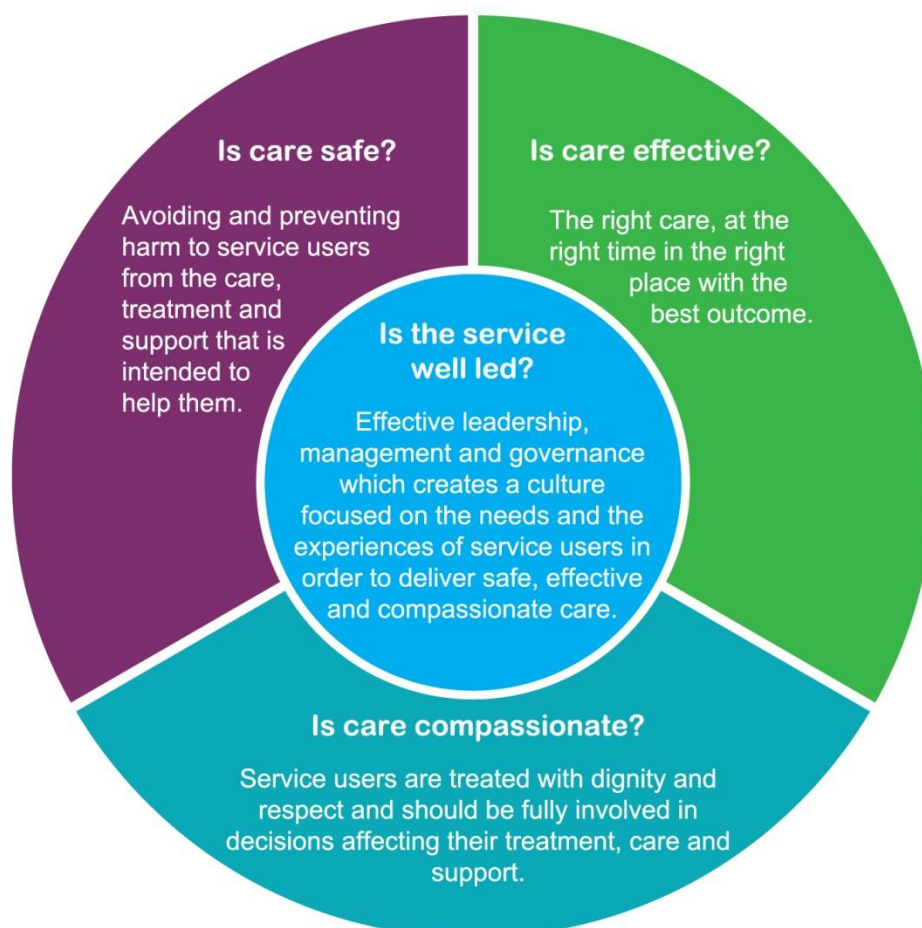 Is care safe?
Avoiding and preventing
harm to service users
from the care,
treatment and
support that is
intended to
help them.
Is care effective?
The right care, at the
right time in the right
place with the
best outcome.
Is the service
well led?
Effective leadership,
management and governance
which creates a culture
focused on the needs and the
experiences of service users in
order to deliver safe, effective
and compassionate care.
Is care compassionate?
Service users are treated with dignity and
respect and should be fully involved in
decisions affecting their treatment, care and
support.